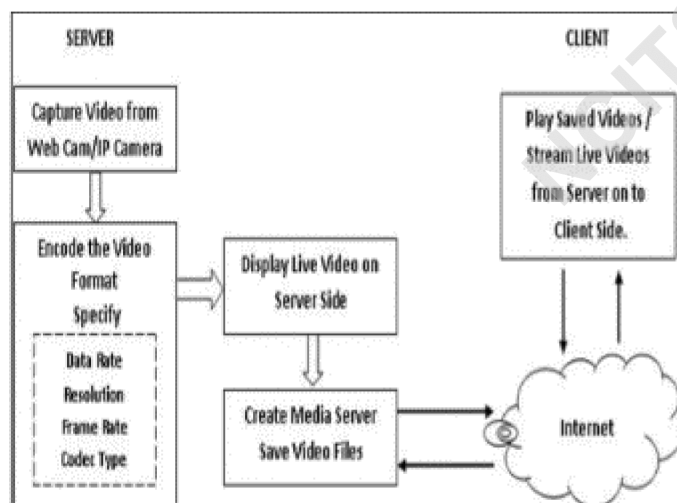 SERVER
CLIENT
Capture Video from
Web Cam/IP Camera
Encode the Video
Format
Specify
Data Rate
Resolution
Frame Rate
Codec Type
Display Live Video on
Server Side
Create Media Server
Save Video Files
Play Saved Videos /
Stream Live Videos
from Server on to
Client Side.
Internet
NCIT